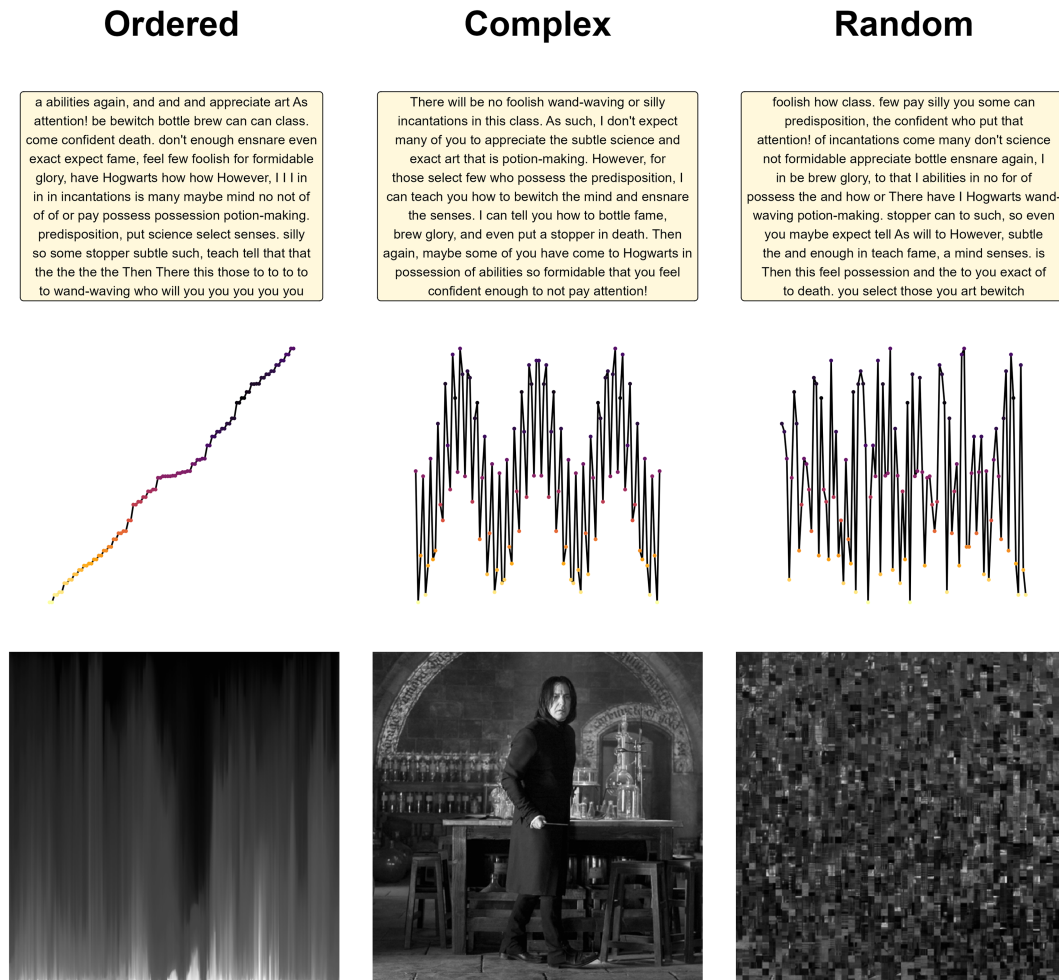 Ordered
Complex
Random
a abilities again, and and and appreciate art As
attention! be bewitch bottle brew can can class.
come confident death. don't enough ensnare even
exact expect fame, feel few foolish for formidable
glory, have Hogwarts how how However, I I I in
in in incantations is many maybe mind no not of
of of or pay possess possession potion-making.
predisposition, put science select senses. silly
so some stopper subtle such, teach tell that that
the the the the Then There this those to to to to
to wand-waving who will you you you you you
There will be no foolish wand-waving or silly
incantations in this class. As such, I don't expect
many of you to appreciate the subtle science and
exact art that is potion-making. However, for
those select few who possess the predisposition, I
can teach you how to bewitch the mind and ensnare
the senses. I can tell you how to bottle fame,
brew glory, and even put a stopper in death. Then
again, maybe some of you have come to Hogwarts in
possession of abilities so formidable that you feel
confident enough to not pay attention!
foolish how class. few pay silly you some can
predisposition, the confident who put that
attention! of incantations come many don't science
not formidable appreciate bottle ensnare again, I
in be brew glory, to that I abilities in no for of
possess the and how or There have I Hogwarts wand-
waving potion-making. stopper can to such, so even
you maybe expect tell As will to However, subtle
the and enough in teach fame, a mind senses. is
Then this feel possession and the to you exact of
to death. you select those you art bewitch